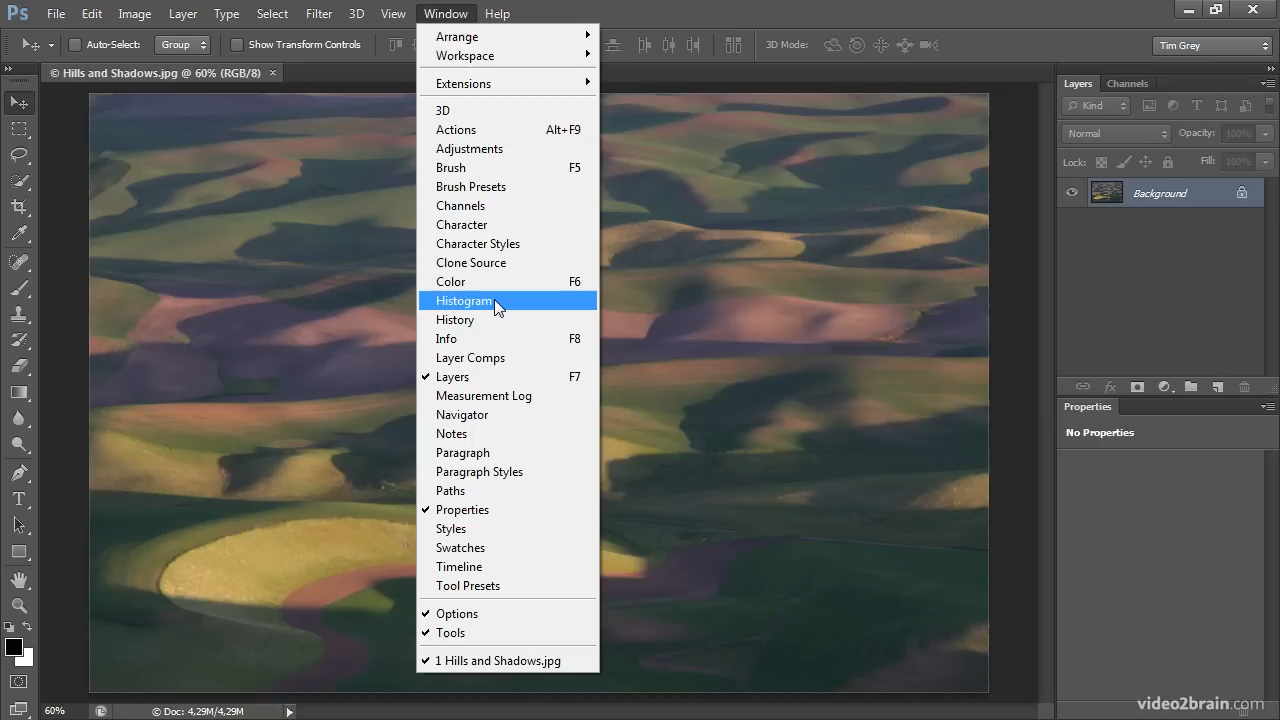 Ps File Edit Image Layer Type Select Filter 3D View Window Help
Auto-Select: Group Show Transform Controls 3D Mode: Tim Grey
© Hills and Shadows.jpg @ 60% (RGB/8) ×
Arrange
Workspace
Extensions
3D
Actions Alt+F9
Adjustments
Brush F5
Brush Presets
Channels
Character
Character Styles
Clone Source
Color F6
Histogram
History
Info F8
Layer Comps
Layers F7
Measurement Log
Navigator
Notes
Paragraph
Paragraph Styles
Paths
Properties
Styles
Swatches
Timeline
Tool Presets
Options
Tools
1 Hills and Shadows.jpg
Layers Channels
Kind
Normal Opacity: 100%
Lock: Fill: 100%
Background
Properties
No Properties
60% © Doc: 4,29M/4,29M
video2brain.com